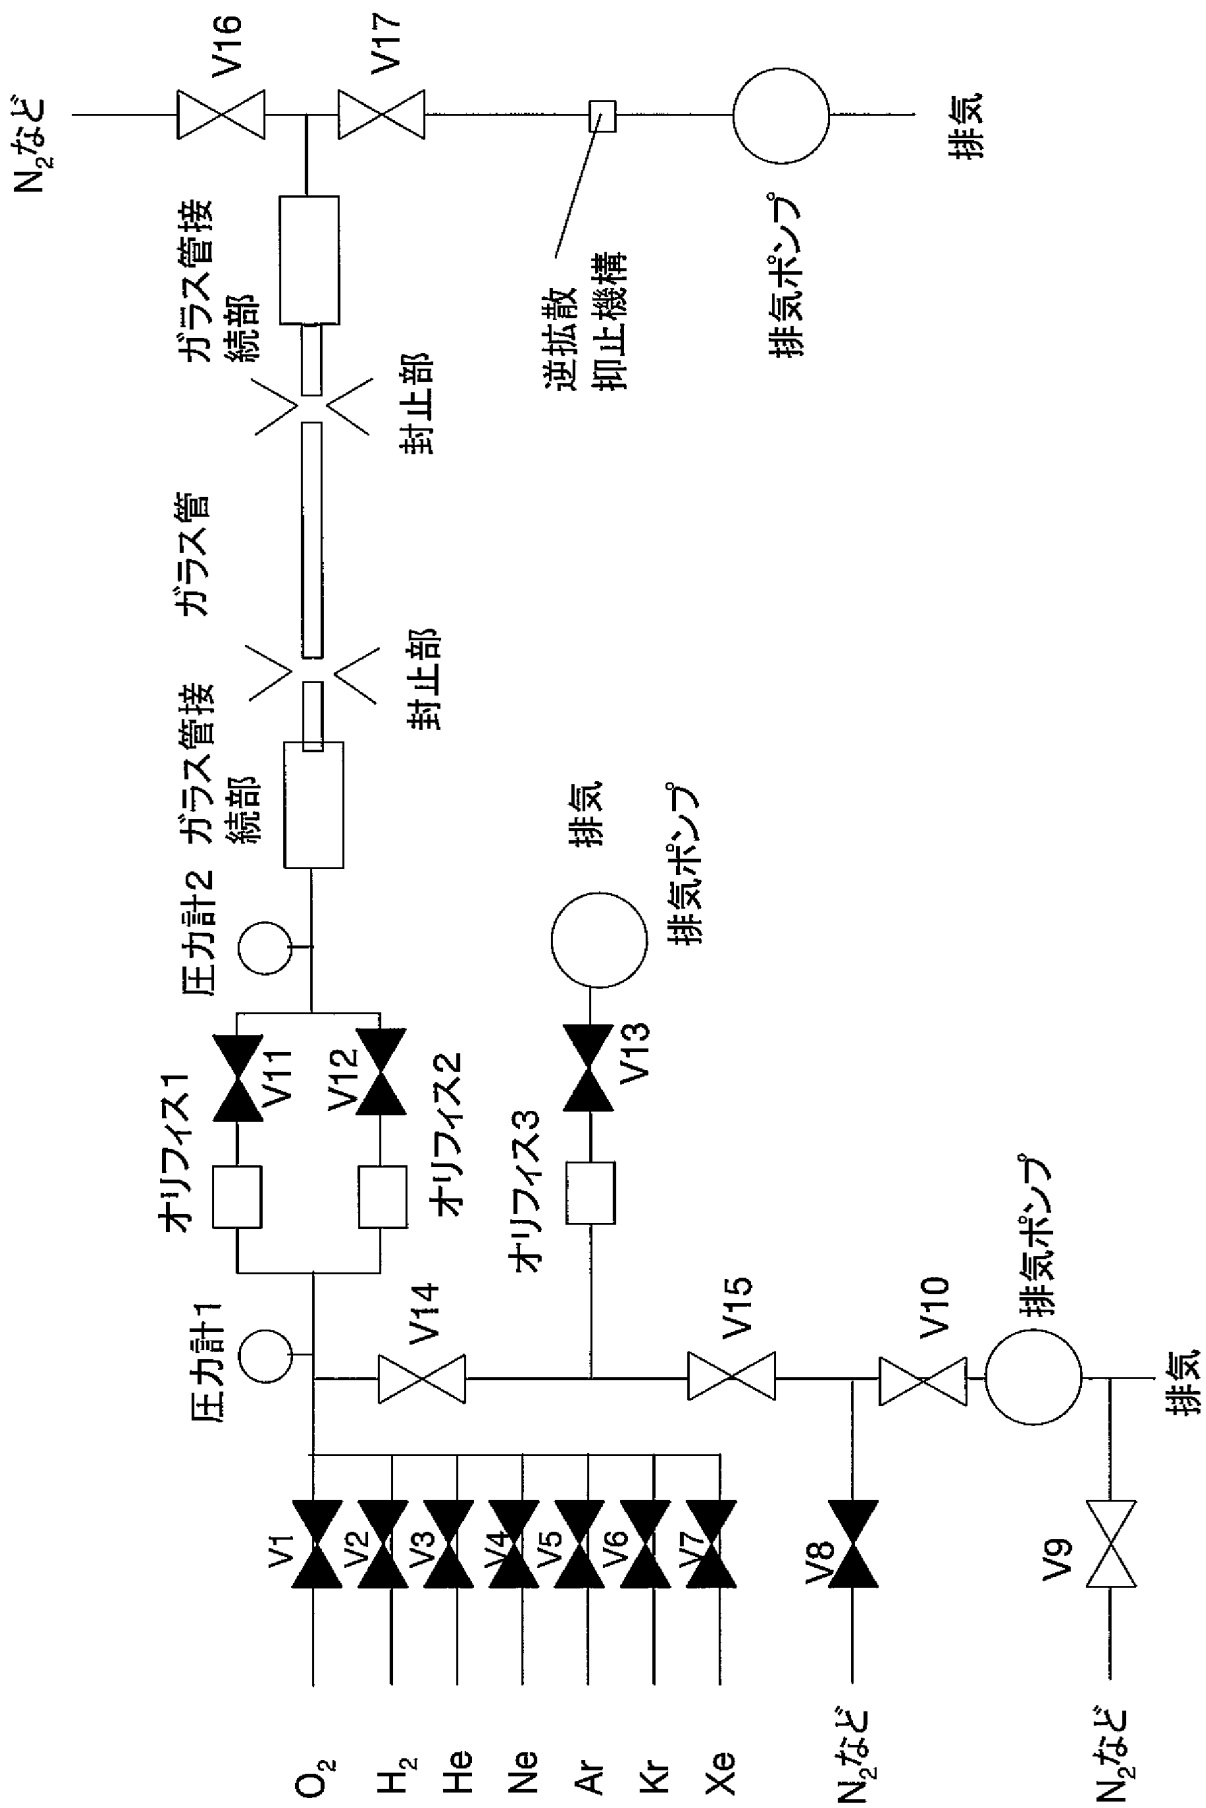 O₂
H₂
He
Ne
Ar
Kr
Xe
N₂など
N₂など
V1
V2
V3
V4
V5
V6
V7
V8
V9
圧力計1
V14
V15
V10
排気ポンプ
排気
オリフィス1
オリフィス2
オリフィス3
V11
V12
V13
排気
排気ポンプ
圧力計2
ガラス管接
続部
封止部
ガラス管
封止部
ガラス管接
続部
逆拡散
抑止機構
排気ポンプ
排気
N₂など
V16
V17